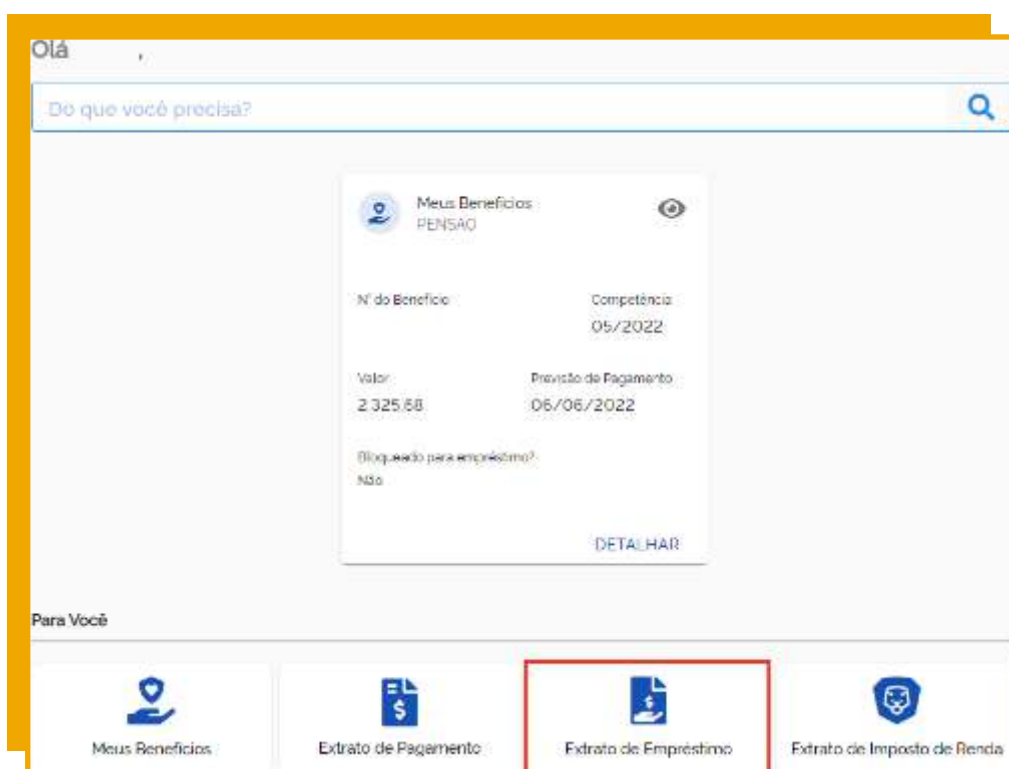 Olá ,
Do que você precisa?
Meus Benefícios
PENSAO
N° do Benefício
Competência
05/2022
Valor
2.325,68
Previsão de Pagamento
06/06/2022
Bloqueado para empréstimo?
Não
DETALHAR
Para Você
Meus Benefícios
Extrato de Pagamento
Extrato de Empréstimo
Extrato de Imposto de Renda